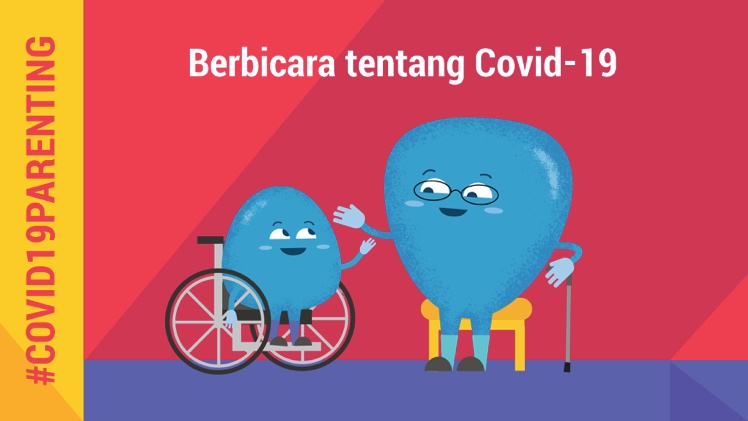 #COVID19PARENTING
Berbicara tentang Covid-19